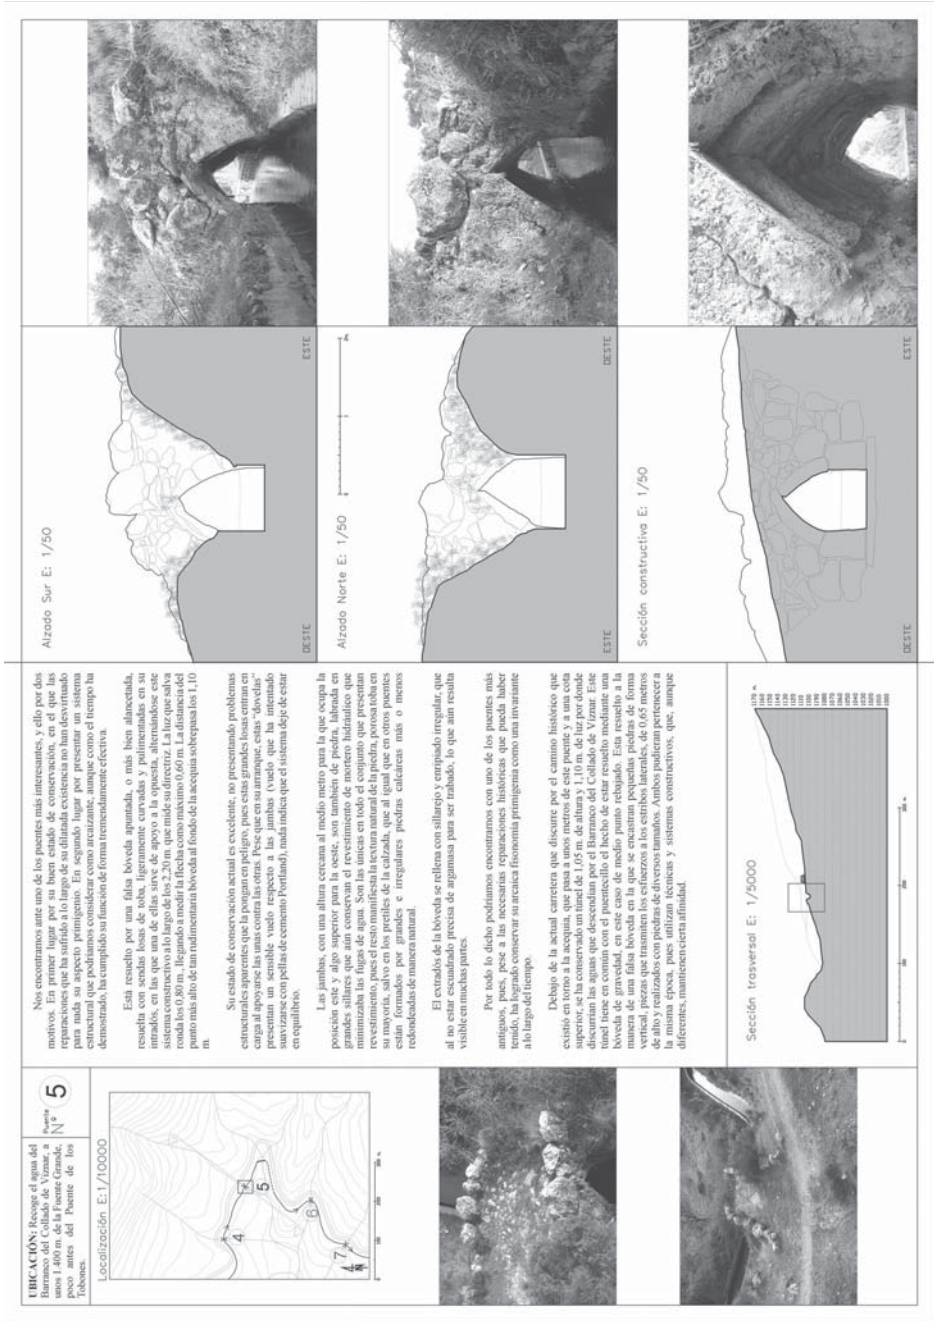 UBICACIÓN: Recoge el agua del
Barranco del Collado de Víznar, a
unos 1.400 m. de la Fuente Grande,
poco antes del Puente de los
Tobones.
Puente
Nº 5
Localización E:1/10000
4
5
6
7
N
Nos encontramos ante uno de los puentes más interesantes, y ello por dos
motivos. En primer lugar por su buen estado de conservación, en el que las
reparaciones que ha sufrido a lo largo de su dilatada existencia no han desvirtuado
para nada su aspecto primigenio. En segundo lugar por presentar un sistema
estructural que podríamos considerar como arcaizante, aunque como el tiempo ha
demostrado, ha cumplido su función de forma tremendamente efectiva.
Esta resuelto por una falsa bóveda apuntada, o más bien alancetada,
resuelta con sendas losas de toba, ligeramente curvadas y pulimentadas en su
intradós, en las que una de ellas sirve de apoyo a la opuesta, alternándose este
sistema constructivo a lo largo de los 2,20 m. que mide su directriz. La luz que salva
ronda los 0,80 m., llegando a medir la flecha como máximo 0,60 m. La distancia del
punto más alto de tan rudimentaria bóveda al fondo de la acequia sobrepasa los 1,10
m.
Su estado de conservación actual es excelente, no presentando problemas
estructurales aparentes que la pongan en peligro, pues estas grandes losas entran en
carga al apoyarse las unas contra las otras. Pese que en su arranque, estas "dovelas"
presentan un sensible vuelo respecto a las jambas (vuelo que ha intentado
suavizarse con pellas de cemento Portland), nada indica que el sistema deje de estar
en equilibrio.
Las jambas, con una altura cercana al medio metro para la que ocupa la
posición este y algo superior para la oeste, son también de piedra, labrada en
grandes sillares que aún conservan el revestimiento de mortero hidráulico que
minimizaba las fugas de agua. Son las únicas en todo el conjunto que presentan
revestimiento, pues el resto manifiesta la textura natural de la piedra, porosa toba en
su mayoría, salvo en los pretiles de la calzada, que al igual que en otros puentes
están formados por grandes e irregulares piedras calcáreas más o menos
redondeadas de manera natural.
El extradós de la bóveda se rellena con sillarejo y enripiado irregular, que
al no estar escuadrado precisa de argamasa para ser trabado, lo que aun resulta
visible en muchas partes.
Por todo lo dicho podríamos encontrarnos con uno de los puentes más
antiguos, pues, pese a las necesarias reparaciones históricas que pueda haber
tenido, ha logrado conservar su arcaica fisonomía primigenia como una invariante
a lo largo del tiempo.
Debajo de la actual carretera que discurre por el camino histórico que
existió en torno a la acequia, que pasa a unos metros de este puente y a una cota
superior, se ha conservado un túnel de 1,05 m. de altura y 1,10 m. de luz por donde
discurrían las aguas que descendían por el Barranco del Collado de Víznar. Este
túnel tiene en común con el puentecillo el hecho de estar resuelto mediante una
bóveda de gravedad, en este caso de medio punto rebajado. Esta resuelto a la
manera de una falsa bóveda en la que se encastran pequeñas piedras de forma
vertical, piezas que trasmiten los esfuerzos a los estribos laterales, de 0,65 metros
de alto y realizados con piedras de diversos tamaños. Ambos pudieran pertenecer a
la misma época, pues utilizan técnicas y sistemas constructivos, que, aunque
diferentes, mantienen cierta afinidad.
Sección trasversal E: 1/5000
Alzado Sur E: 1/50
OESTE
ESTE
Alzado Norte E: 1/50
ESTE
OESTE
Sección constructiva E: 1/50
OESTE
ESTE